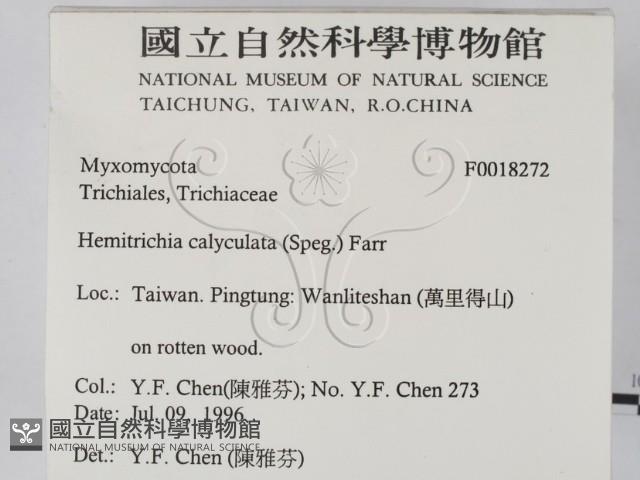 國立自然科學博物館
NATIONAL MUSEUM OF NATURAL SCIENCE
TAICHUNG, TAIWAN, R.O.CHINA
Myxomycota F0018272
Trichiales, Trichiaceae
Hemitrichia calyculata (Speg.) Farr
Loc.: Taiwan. Pingtung: Wanliteshan (萬里得山)
on rotten wood.
Col.: Y.F. Chen(陳雅芬); No. Y.F. Chen 273
Date: Jul. 09, 1996
國立自然科學博物館
NATIONAL MUSEUM OF NATURAL SCIENCE
Det.: Y.F. Chen (陳雅芬)